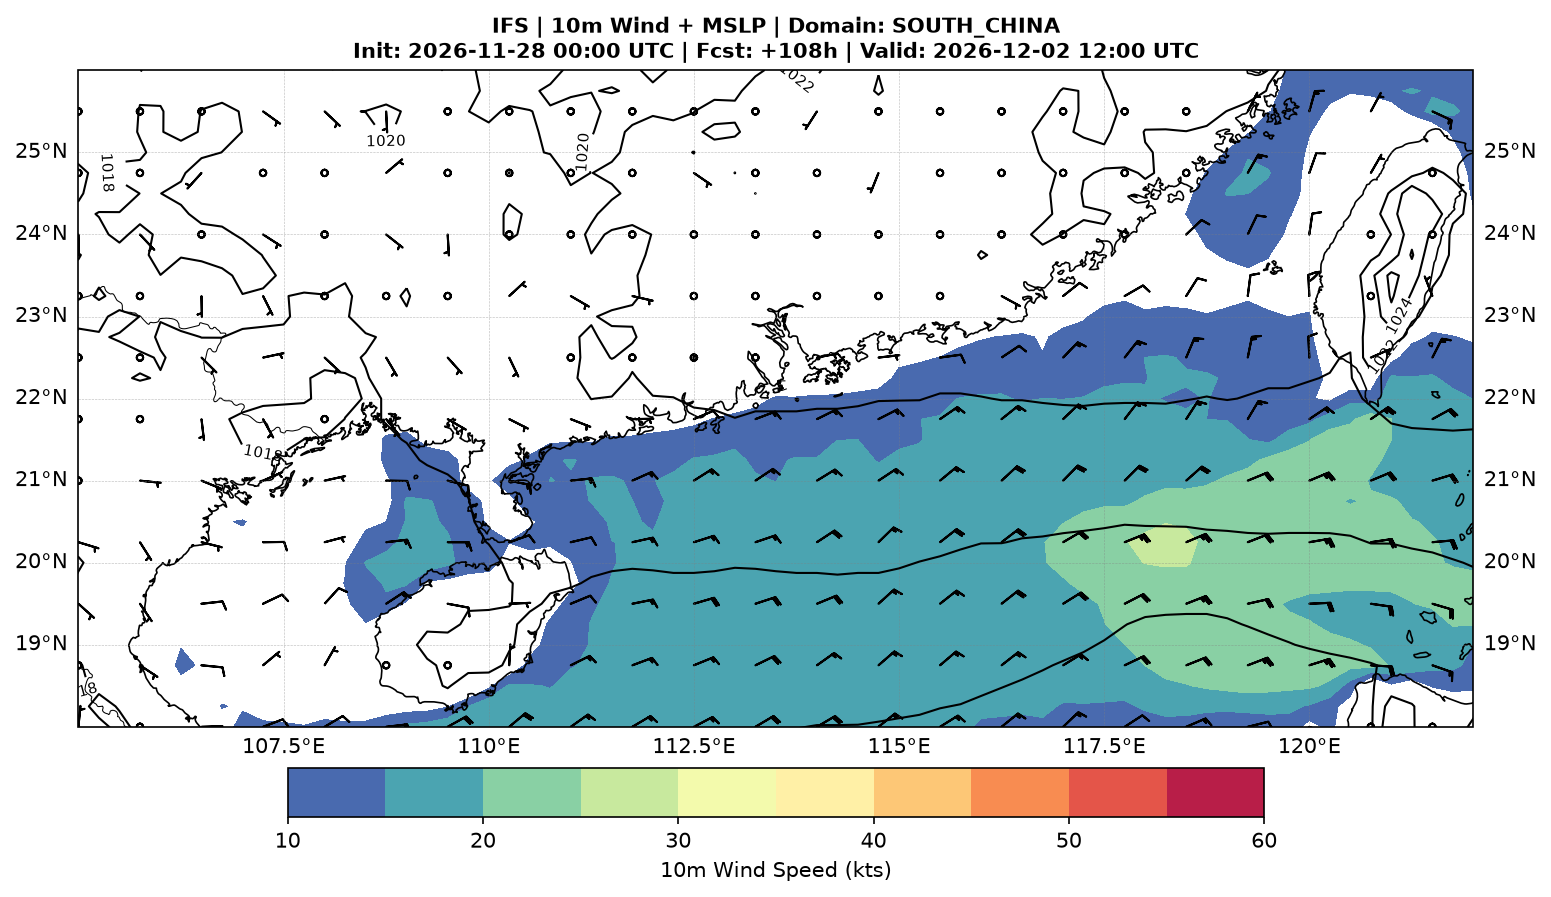 IFS | 10m Wind + MSLP | Domain: SOUTH_CHINA
Init: 2026-11-28 00:00 UTC | Fcst: +108h | Valid: 2026-12-02 12:00 UTC
1022
1020
1020
1018
25°N
25°N
24°N
24°N
23°N
23°N
1024
1022
22°N
22°N
1018
21°N
21°N
20°N
20°N
19°N
19°N
18
107.5°E
110°E
112.5°E
115°E
117.5°E
120°E
10
20
30
40
50
60
10m Wind Speed (kts)